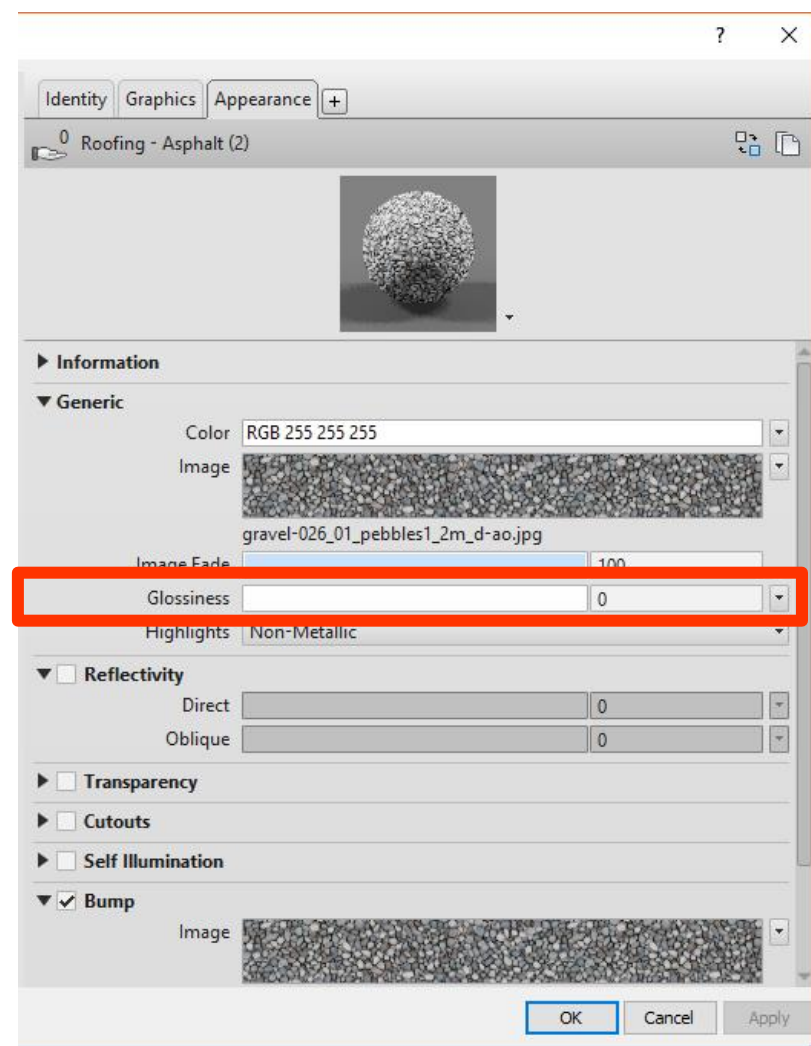 ?
Identity Graphics Appearance +
0 Roofing - Asphalt (2)
Information
Generic
Color RGB 255 255 255
Image
gravel-026_01_pebbles1_2m_d-ao.jpg
Image Fade 100
Glossiness 0
Highlights Non-Metallic
Reflectivity
Direct 0
Oblique 0
Transparency
Cutouts
Self Illumination
Bump
Image
OK Cancel Apply